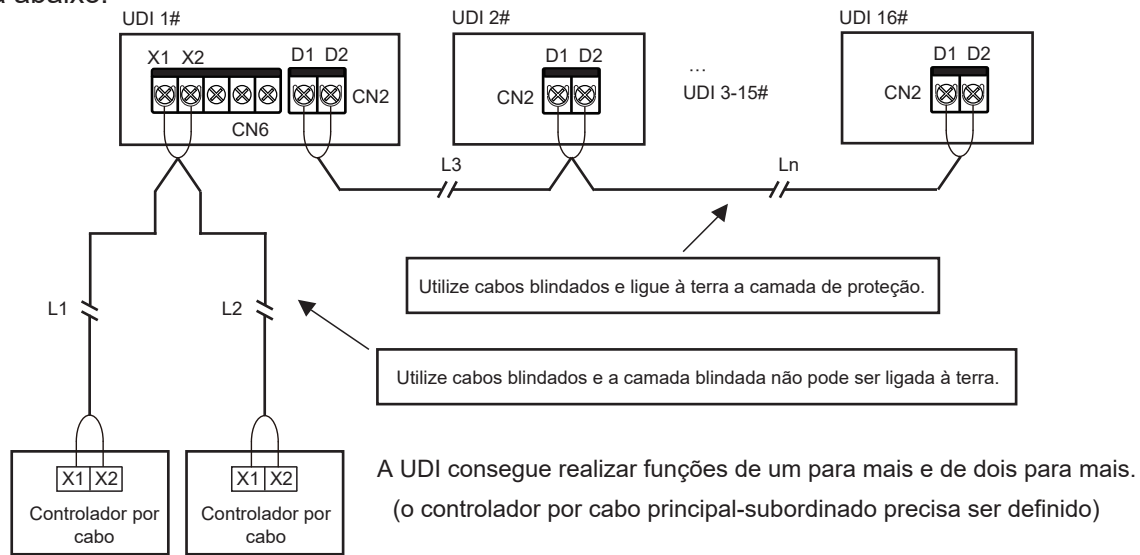 abaixo.
UDI 1#
UDI 2#
UDI 16#
X1 X2
D1 D2
CN2
CN6
D1 D2
CN2
...
UDI 3-15#
D1 D2
CN2
L3
Ln
Utilize cabos blindados e ligue à terra a camada de proteção.
L1
L2
Utilize cabos blindados e a camada blindada não pode ser ligada à terra.
X1 X2
Controlador por
cabo
X1 X2
Controlador por
cabo
A UDI consegue realizar funções de um para mais e de dois para mais.
(o controlador por cabo principal-subordinado precisa ser definido)